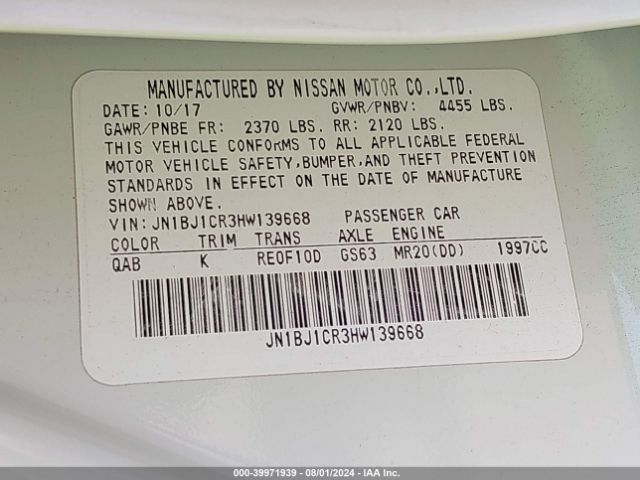 MANUFACTURED BY NISSAN MOTOR CO.,LTD.
DATE: 10/17 GVWR/PNBV: 4455 LBS.
GAWR/PNBE FR: 2370 LBS. RR: 2120 LBS.
THIS VEHICLE CONFORMS TO ALL APPLICABLE FEDERAL
MOTOR VEHICLE SAFETY,BUMPER,AND THEFT PREVENTION
STANDARDS IN EFFECT ON THE DATE OF MANUFACTURE
SHOWN ABOVE.
VIN: JN1BJ1CR3HW139668 PASSENGER CAR
COLOR TRIM TRANS AXLE ENGINE
QAB K RE0F10D GS63 MR20(DD) 1997CC
JN1BJ1CR3HW139668
000-39971939 - 08/01/2024 - IAA Inc.